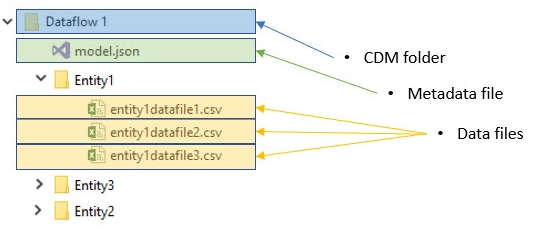 Dataflow 1
model.json
Entity1
entity1datafile1.csv
entity1datafile2.csv
entity1datafile3.csv
Entity3
Entity2
• CDM folder
• Metadata file
• Data files